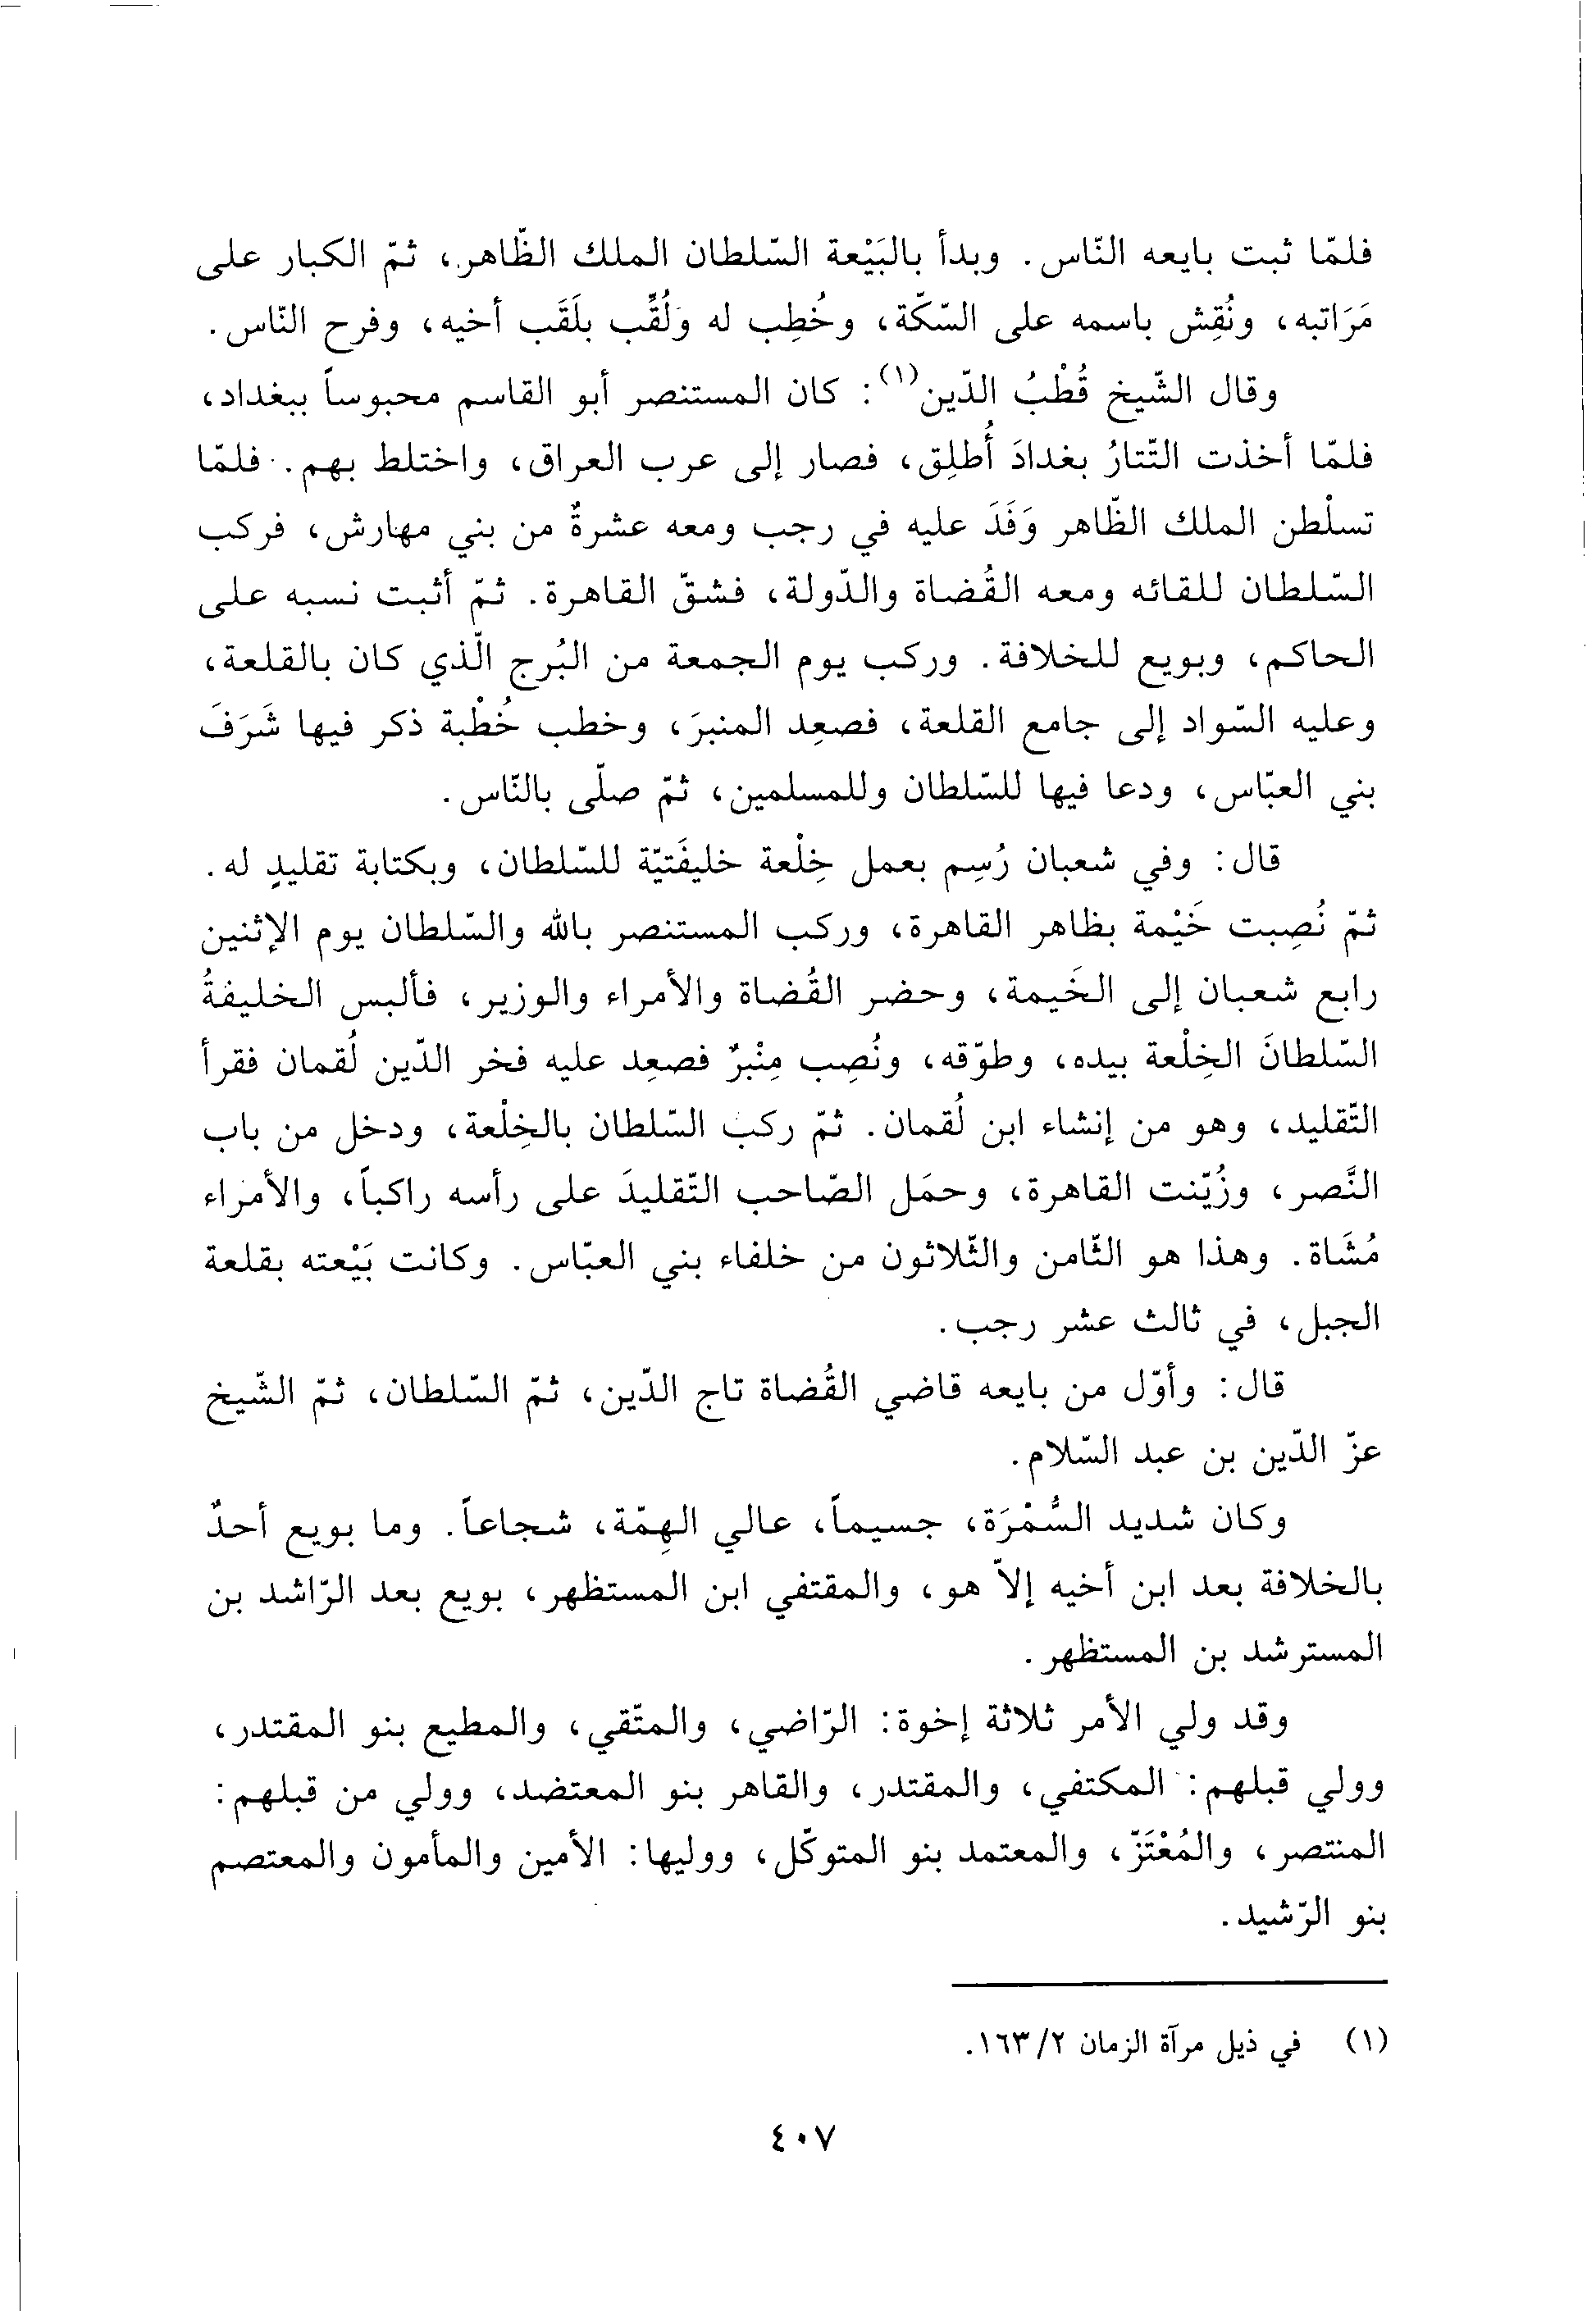 فلمّا ثبت بايعه النّاس. وبدأ بالبَيْعة السّلطان الملك الظّاهر، ثمّ الكبار على
مَرَاتبه، ونُقِش باسمه على السّكّة، وخُطِب له وَلُقِّب بلَقَب أخيه، وفرح النّاس.
وقال الشّيخ قُطْبُ الدّين(١): كان المستنصر أبو القاسم محبوساً ببغداد،
فلمّا أخذت التّتارُ بغدادَ أُطلِق، فصار إلى عرب العراق، واختلط بهم. فلمّا
تسلْطن الملك الظّاهر وَفَدَ عليه في رجب ومعه عشرةٌ من بني مهارش، فركب
السّلطان للقائه ومعه القُضاة والدّولة، فشقّ القاهرة. ثمّ أثبت نسبه على
الحاكم، وبويع للخلافة. وركب يوم الجمعة من البُرج الّذي كان بالقلعة،
وعليه السّواد إلى جامع القلعة، فصعِد المنبرَ، وخطب خُطْبة ذكر فيها شَرَفَ
بني العبّاس، ودعا فيها للسّلطان وللمسلمين، ثمّ صلّى بالنّاس.
قال: وفي شعبان رُسِم بعمل خِلْعة خليفَتيّة للسّلطان، وبكتابة تقليدٍ له.
ثمّ نُصِبت خَيْمة بظاهر القاهرة، وركب المستنصر بالله والسّلطان يوم الإثنين
رابع شعبان إلى الخَيمة، وحضر القُضاة والأمراء والوزير، فألبس الخليفةُ
السّلطانَ الخِلْعة بيده، وطوّقه، ونُصِب مِنْبرٌ فصعِد عليه فخر الدّين لُقمان فقرأ
التّقليد، وهو من إنشاء ابن لُقمان. ثمّ ركب السّلطان بالخِلْعة، ودخل من باب
النَّصر، وزُيّنت القاهرة، وحمَل الصّاحب التّقليدَ على رأسه راكباً، والأمراء
مُشَاة. وهذا هو الثّامن والثّلاثون من خلفاء بني العبّاس. وكانت بَيْعته بقلعة
الجبل، في ثالث عشر رجب.
قال: وأوّل من بايعه قاضي القُضاة تاج الدّين، ثمّ السّلطان، ثمّ الشّيخ
عزّ الدّين بن عبد السّلام.
وكان شديد السُّمْرَة، جسيماً، عالي الهِمّة، شجاعاً. وما بويع أحدٌ
بالخلافة بعد ابن أخيه إلاّ هو، والمقتفي ابن المستظهر، بويع بعد الرّاشد بن
المسترشد بن المستظهر.
وقد ولي الأمر ثلاثة إخوة: الرّاضي، والمتّقي، والمطيع بنو المقتدر،
وولي قبلهم: المكتفي، والمقتدر، والقاهر بنو المعتضد، وولي من قبلهم:
المنتصر، والمُعْتَزّ، والمعتمد بنو المتوكّل، ووليها: الأمين والمأمون والمعتصم
بنو الرّشيد.
(١) في ذيل مرآة الزمان ٢/ ١٦٣.
٤٠٧